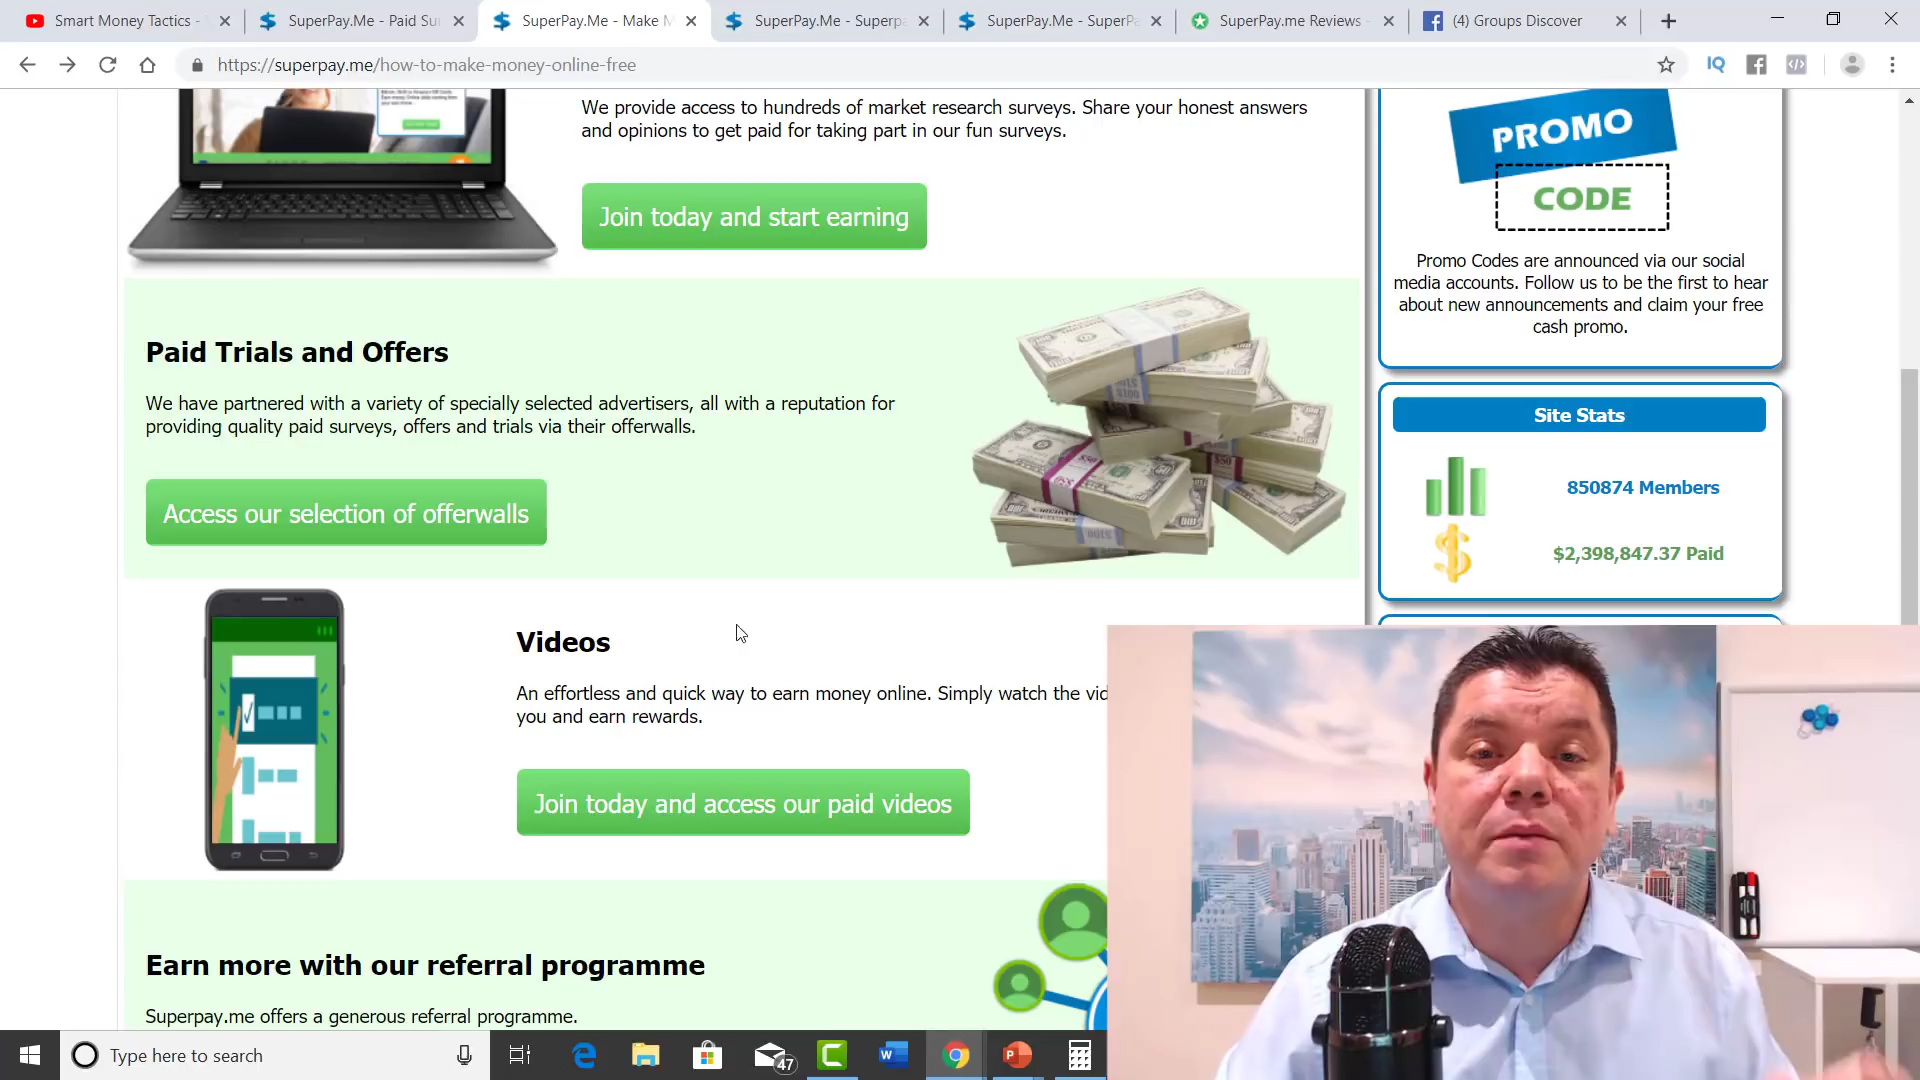 Smart Money Tactics -
SuperPay.Me - Paid Su
SuperPay.Me - Make M
SuperPay.Me - Superp
SuperPay.Me - SuperPa
SuperPay.me Reviews
(4) Groups Discover
https://superpay.me/how-to-make-money-online-free
We provide access to hundreds of market research surveys. Share your honest answers
and opinions to get paid for taking part in our fun surveys.
Join today and start earning
PROMO
CODE
Promo Codes are announced via our social
media accounts. Follow us to be the first to hear
about new announcements and claim your free
cash promo.
Paid Trials and Offers
We have partnered with a variety of specially selected advertisers, all with a reputation for
providing quality paid surveys, offers and trials via their offerwalls.
Access our selection of offerwalls
Site Stats
850874 Members
$2,398,847.37 Paid
Videos
An effortless and quick way to earn money online. Simply watch the vid
you and earn rewards.
Join today and access our paid videos
Earn more with our referral programme
Superpay.me offers a generous referral programme.
Type here to search
47